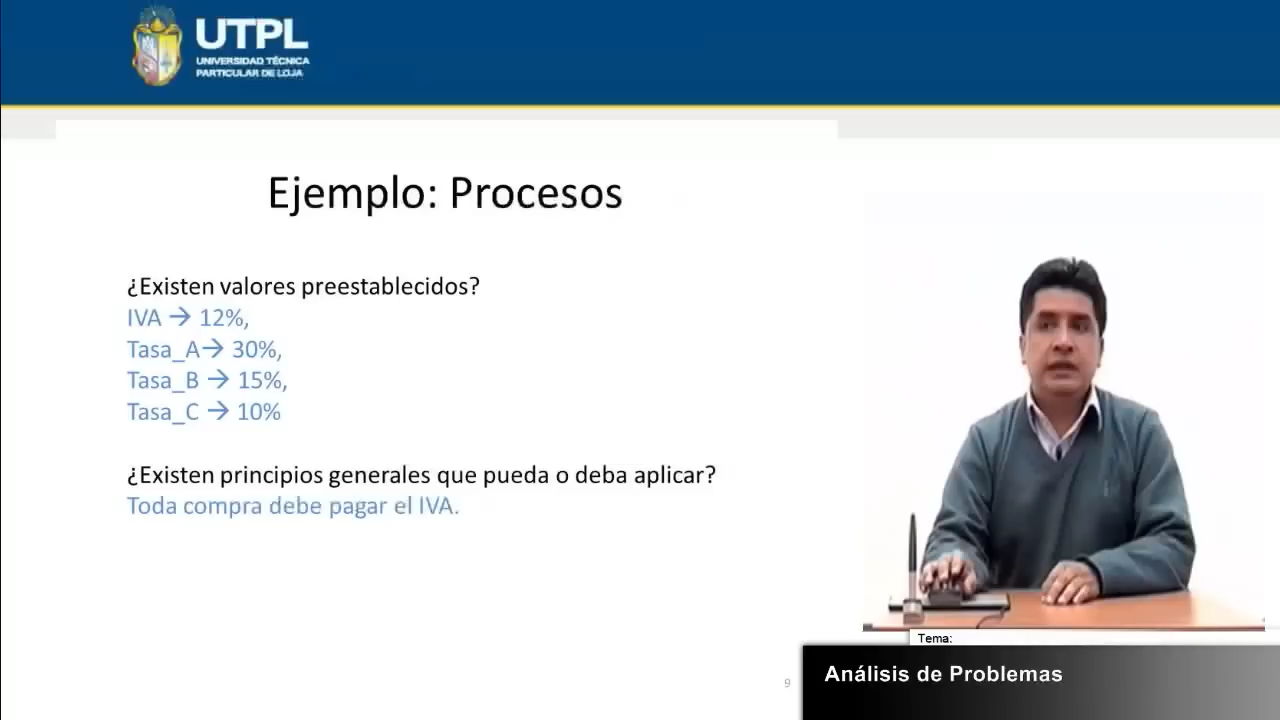 UTPL
UNIVERSIDAD TÉCNICA
PARTICULAR DE LOJA
Ejemplo: Procesos
¿Existen valores preestablecidos?
IVA → 12%,
Tasa_A→ 30%,
Tasa_B → 15%,
Tasa_C → 10%
¿Existen principios generales que pueda o deba aplicar?
Toda compra debe pagar el IVA.
9
Tema:
Análisis de Problemas